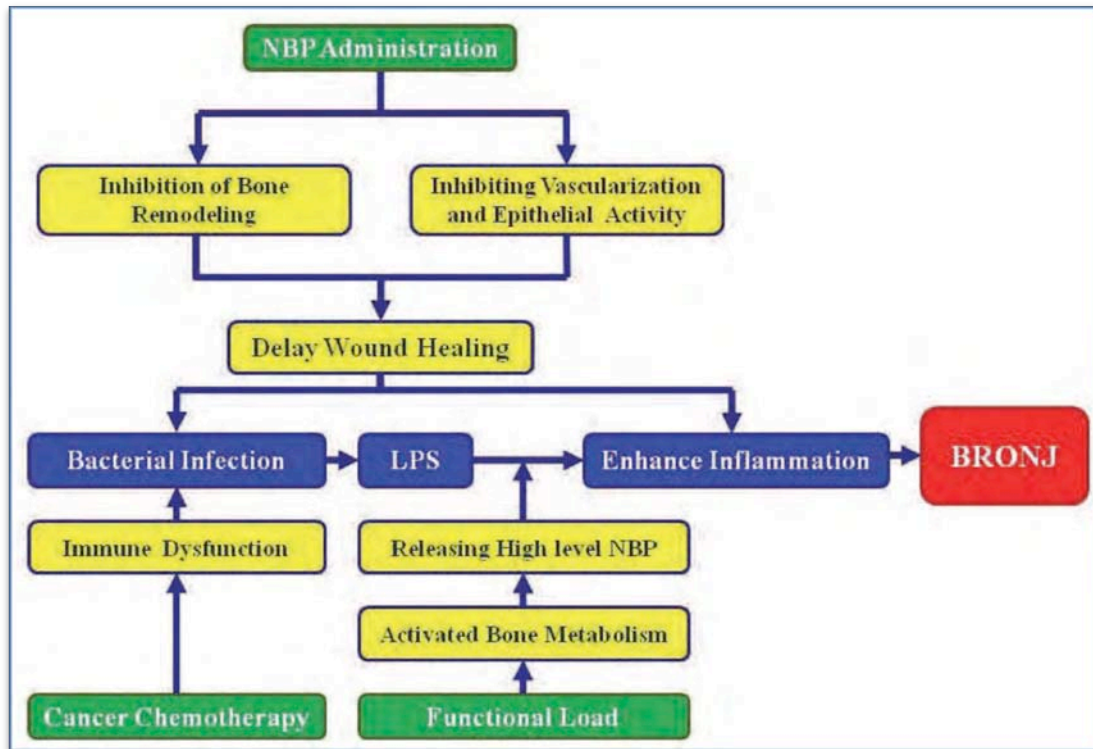 NBP Administration
Inhibition of Bone
Remodeling
Inhibiting Vascularization
and Epithelial Activity
Delay Wound Healing
Bacterial Infection
LPS
Enhance Inflammation
BRONJ
Immune Dysfunction
Releasing High level NBP
Activated Bone Metabolism
Cancer Chemotherapy
Functional Load